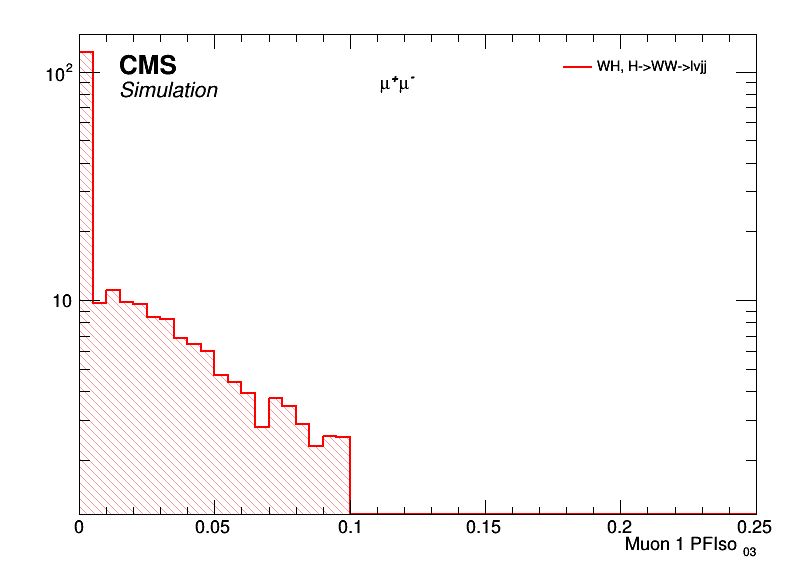 CMS
Simulation
μ⁺μ⁻
WH, H->WW->lvjj
10²
10
0 0.05 0.1 0.15 0.2 0.25
Muon 1 PFIso 03